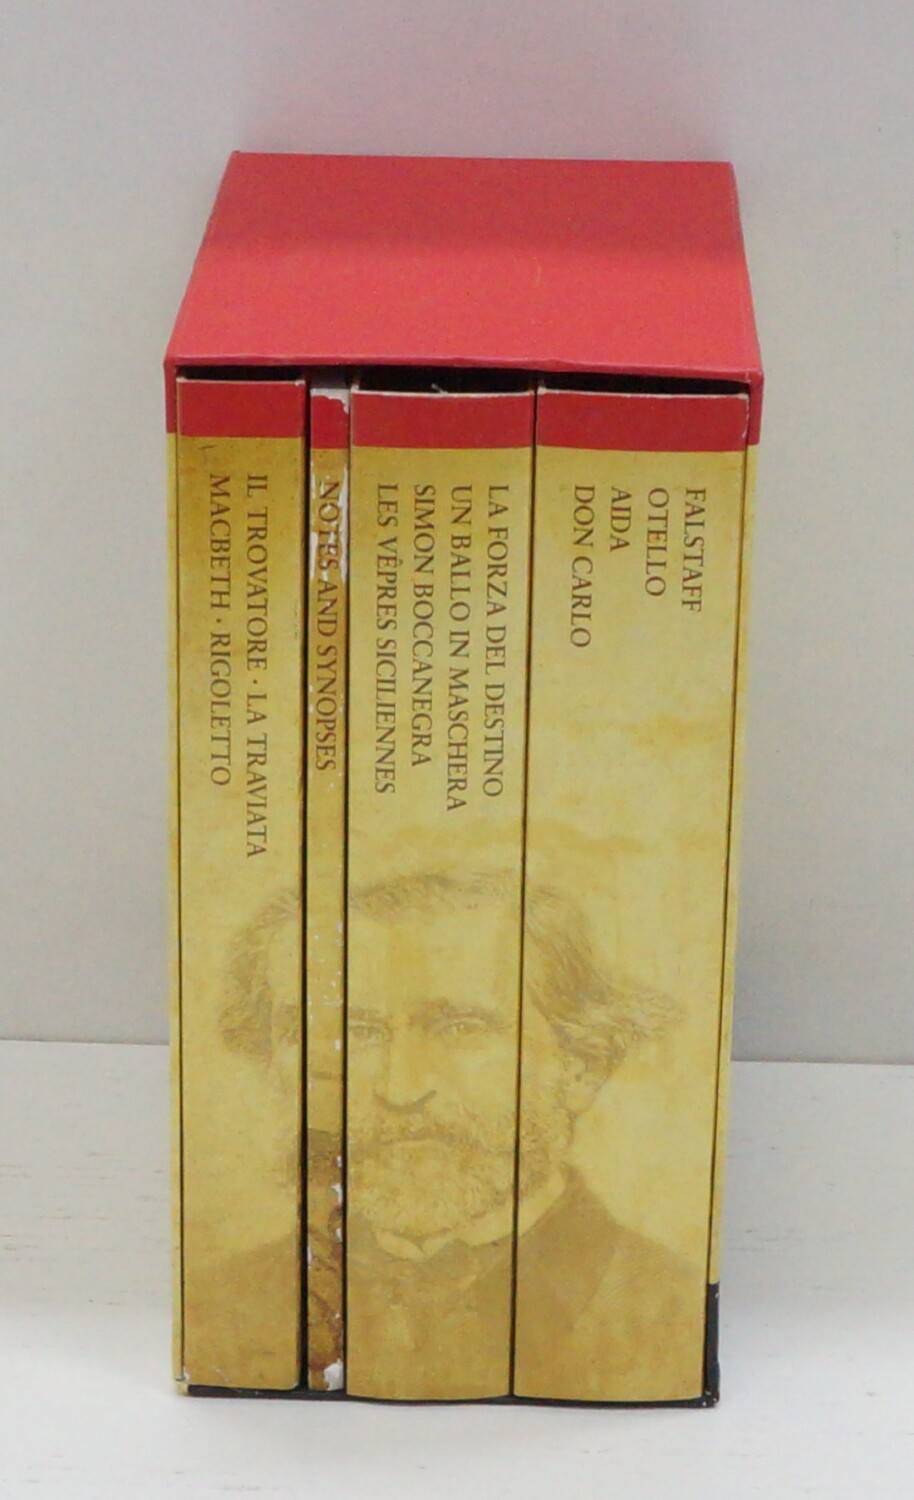 IL TROVATORE · LA TRAVIATA
MACBETH · RIGOLETTO
NOTES AND SYNOPSES
LA FORZA DEL DESTINO
UN BALLO IN MASCHERA
SIMON BOCCANEGRA
LES VÊPRES SICILIENNES
FALSTAFF
OTELLO
AIDA
DON CARLO